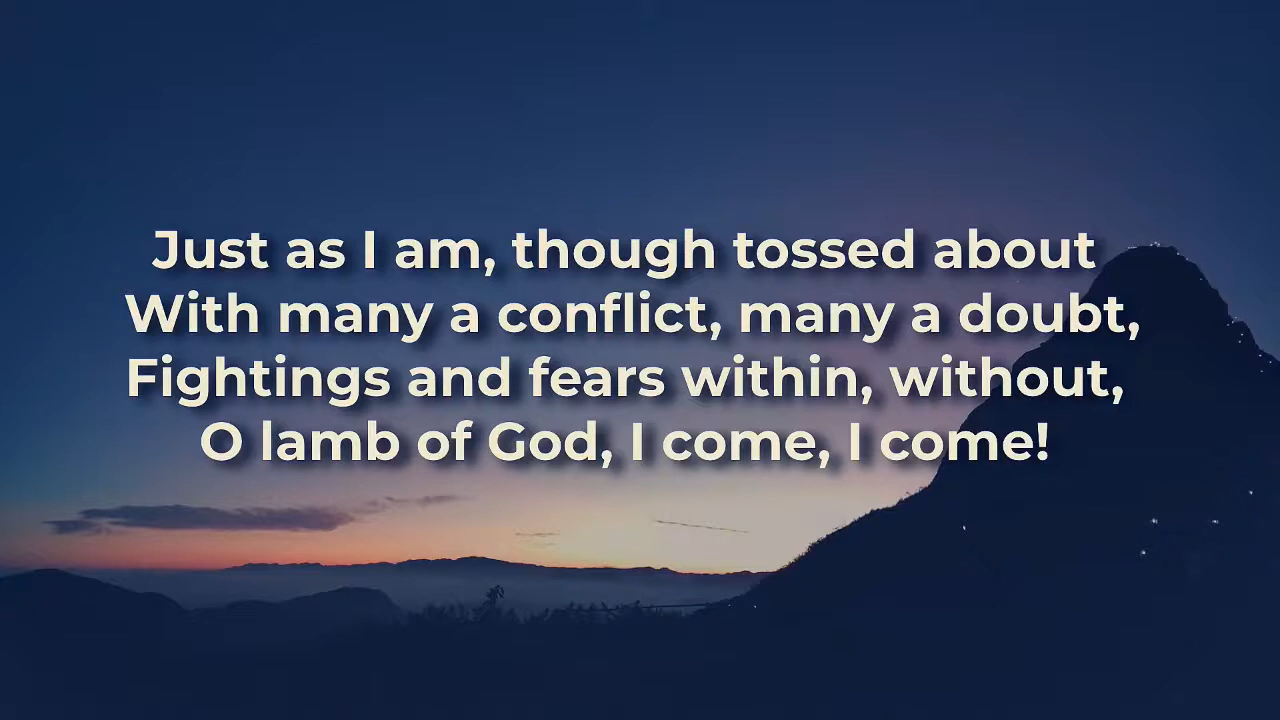 Just as I am, though tossed about
With many a conflict, many a doubt,
Fightings and fears within, without,
O lamb of God, I come, I come!